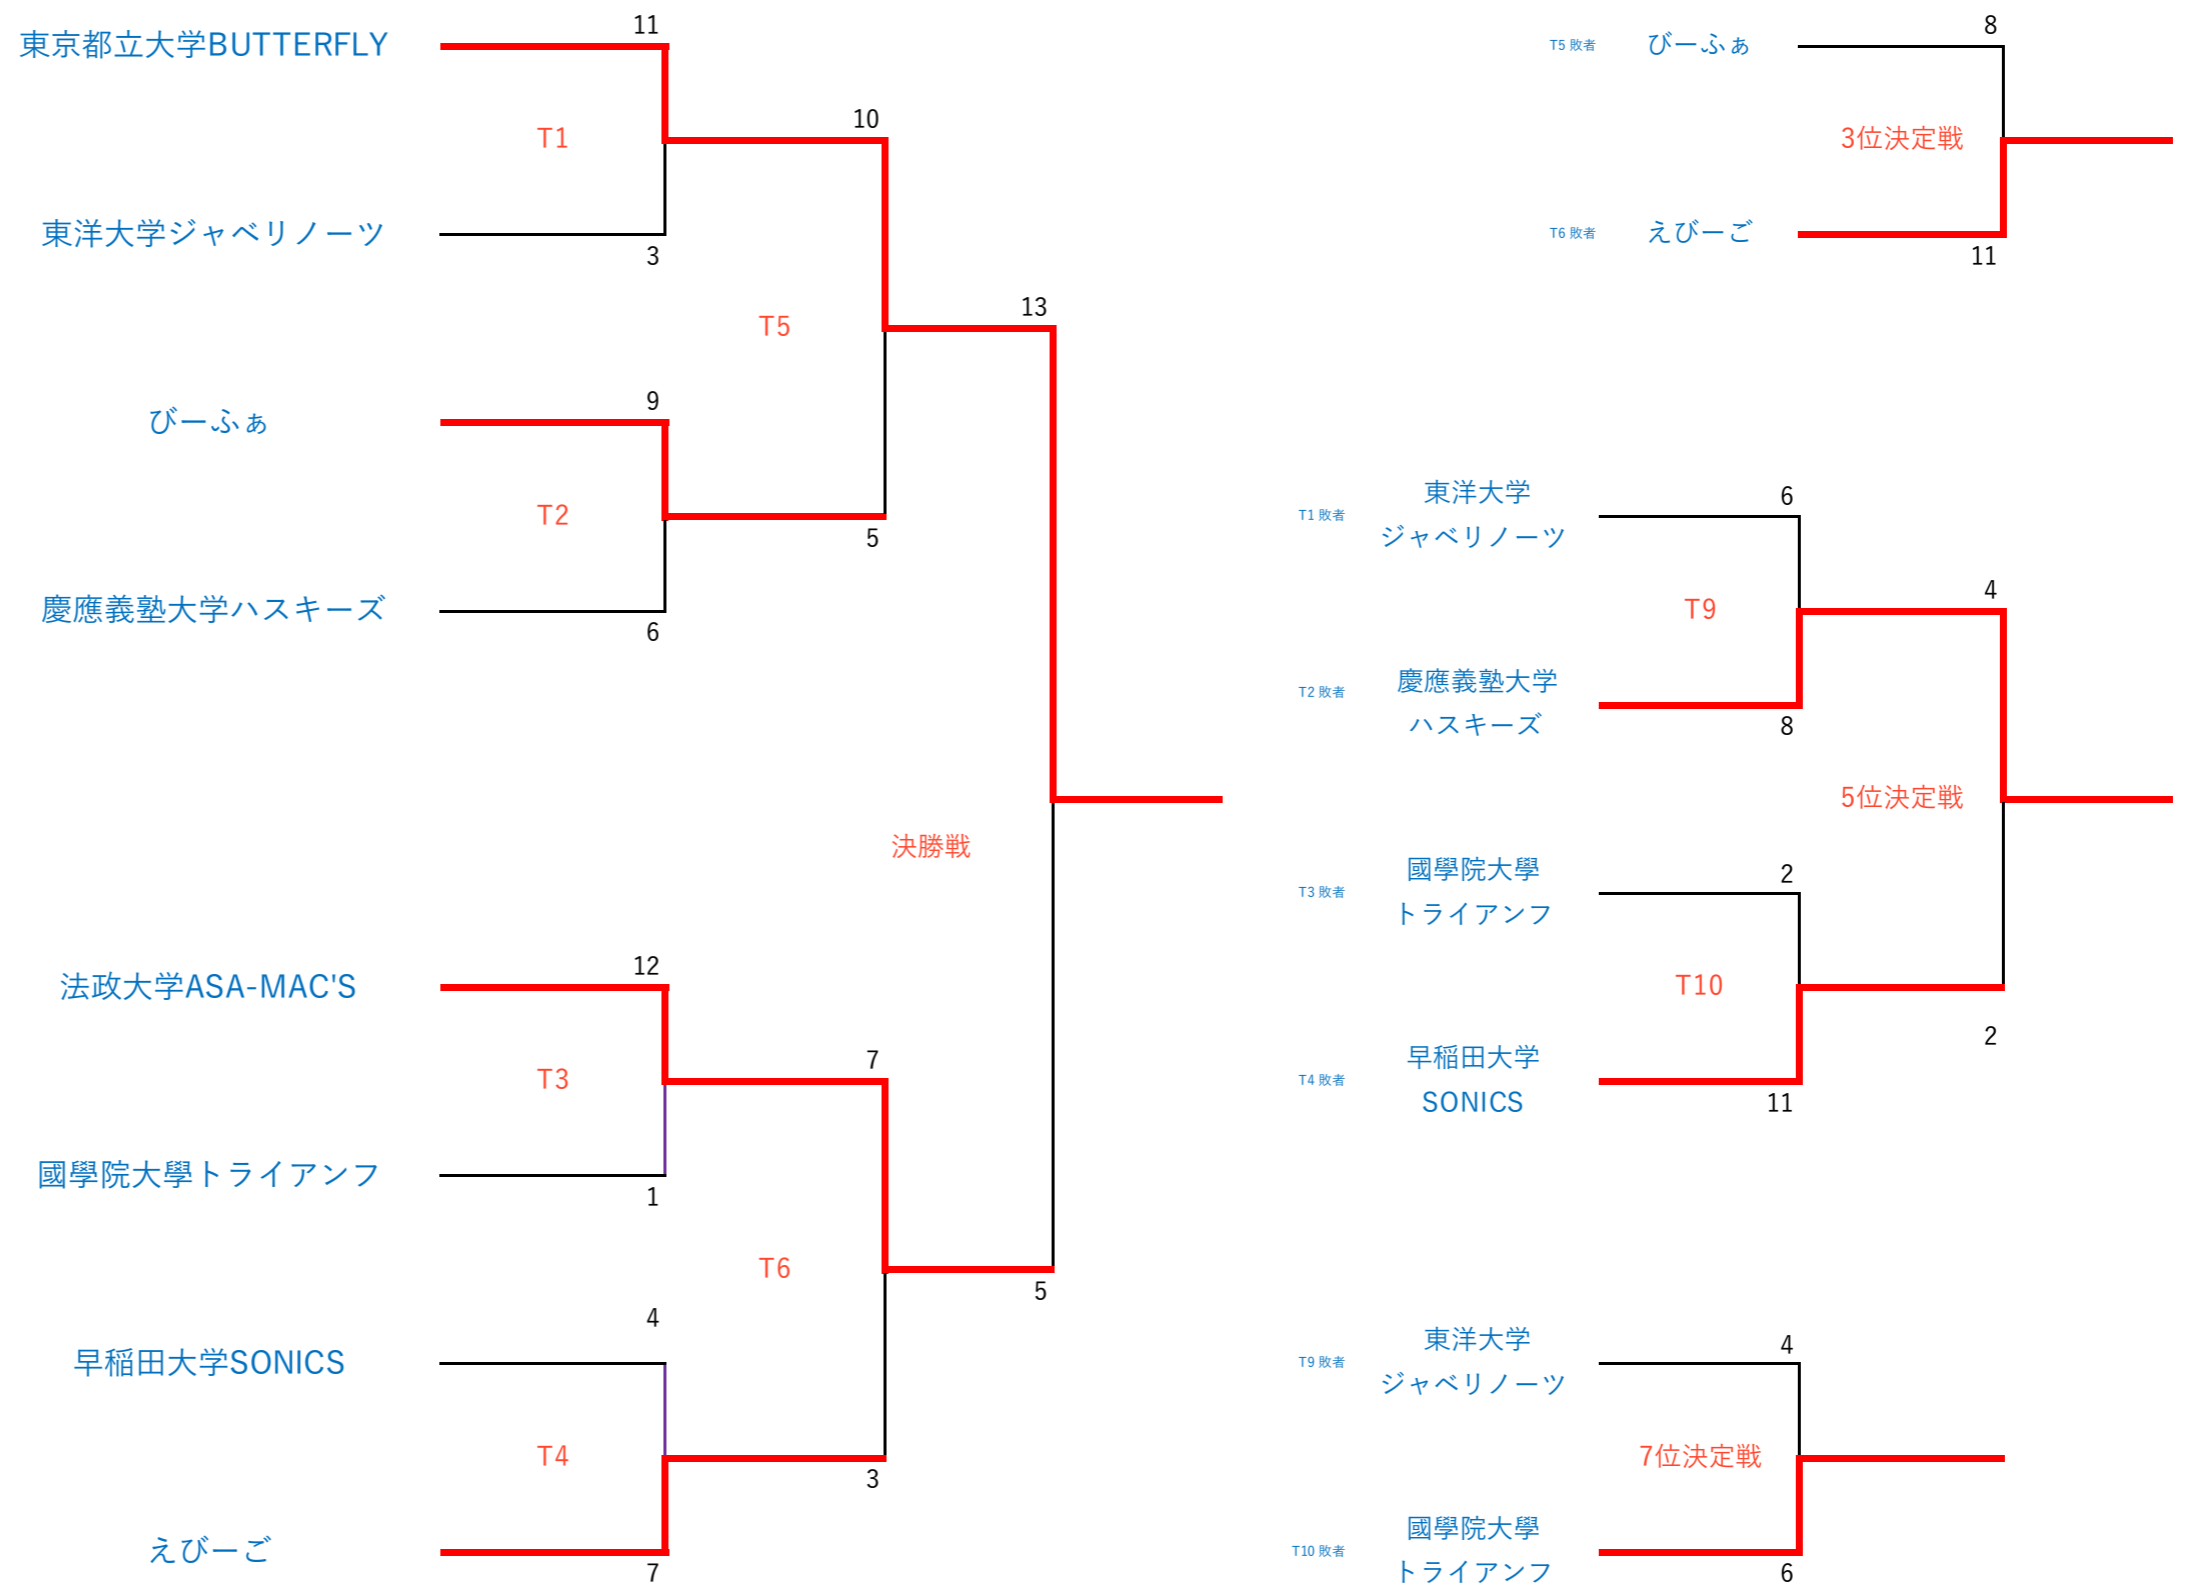 東京都立大学BUTTERFLY
11
T1
東洋大学ジャベリノーツ
3
10
T5
びーふぁ
9
T2
5
慶應義塾大学ハスキーズ
6
13
決勝戦
法政大学ASA-MAC'S
12
T3
7
國學院大學トライアンフ
1
T6
5
早稲田大学SONICS
4
T4
3
えびーご
7
T5 敗者
びーふぁ
8
3位決定戦
T6 敗者
えびーご
11
T1 敗者
東洋大学
ジャベリノーツ
6
T9
4
T2 敗者
慶應義塾大学
ハスキーズ
8
5位決定戦
T3 敗者
國學院大學
トライアンフ
2
T10
2
T4 敗者
早稲田大学
SONICS
11
T9 敗者
東洋大学
ジャベリノーツ
4
7位決定戦
T10 敗者
國學院大學
トライアンフ
6